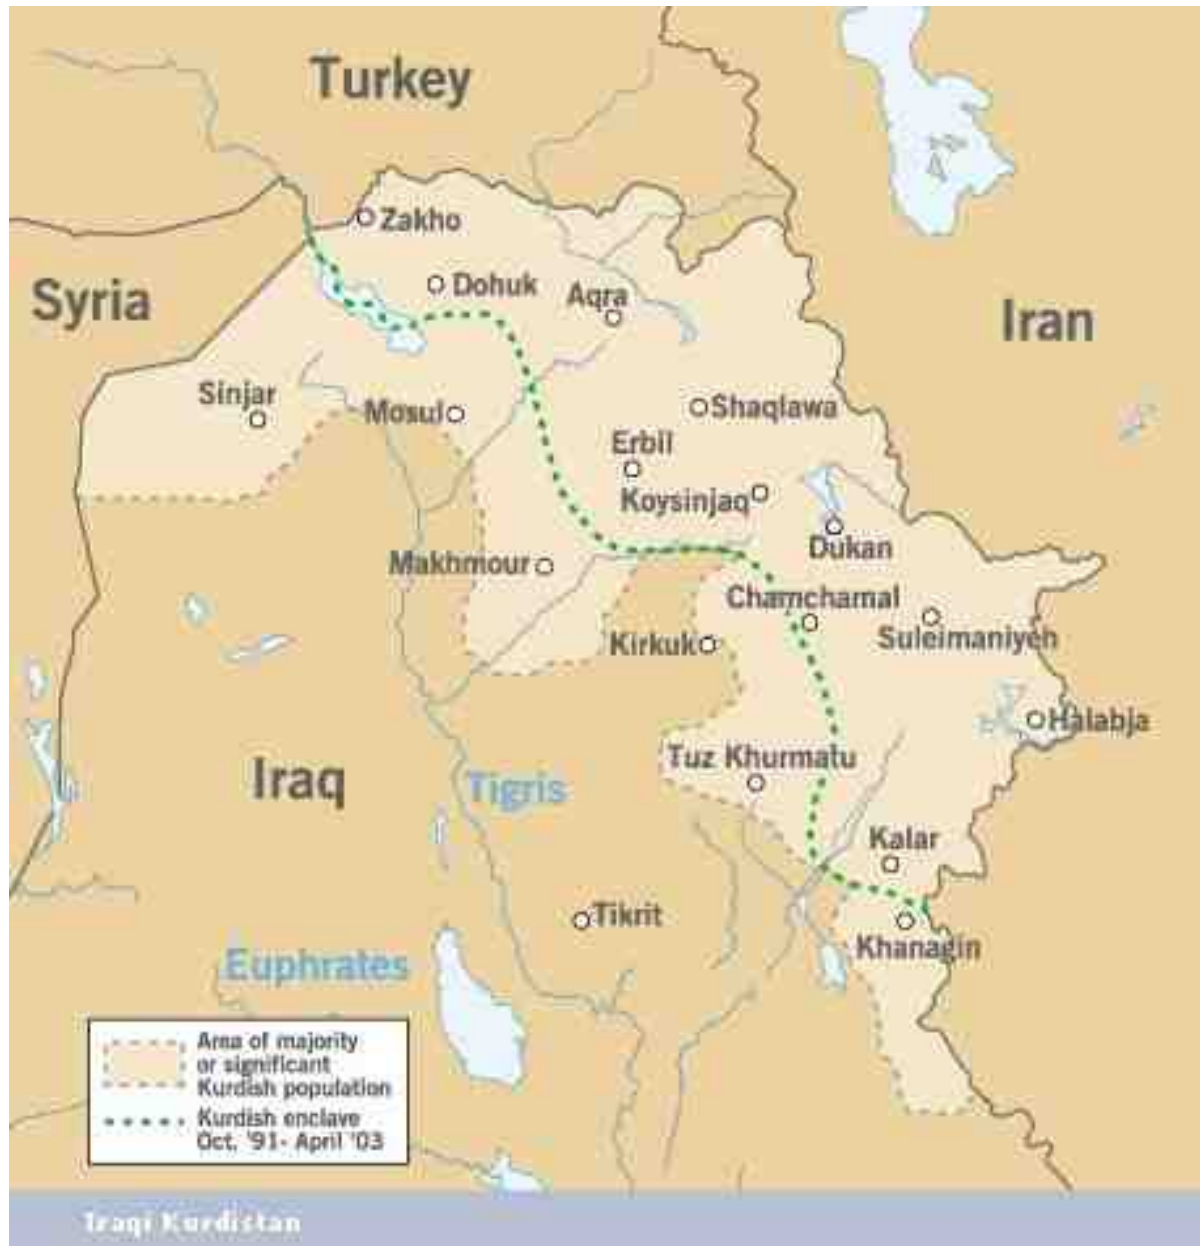 Turkey
Zakho
Syria
Dohuk
Aqra
Iran
Sinjar
Mosul
Shaqlawa
Erbil
Koysinjaq
Dukan
Makhmour
Chamchamal
Kirkuk
Suleimaniyeh
Halabja
Tuz Khurmatu
Iraq
Tigris
Kalar
Tikrit
Khanagin
Euphrates
Area of majority
or significant
Kurdish population
Kurdish enclave
Oct. '91- April '03
Iraqi Kurdistan